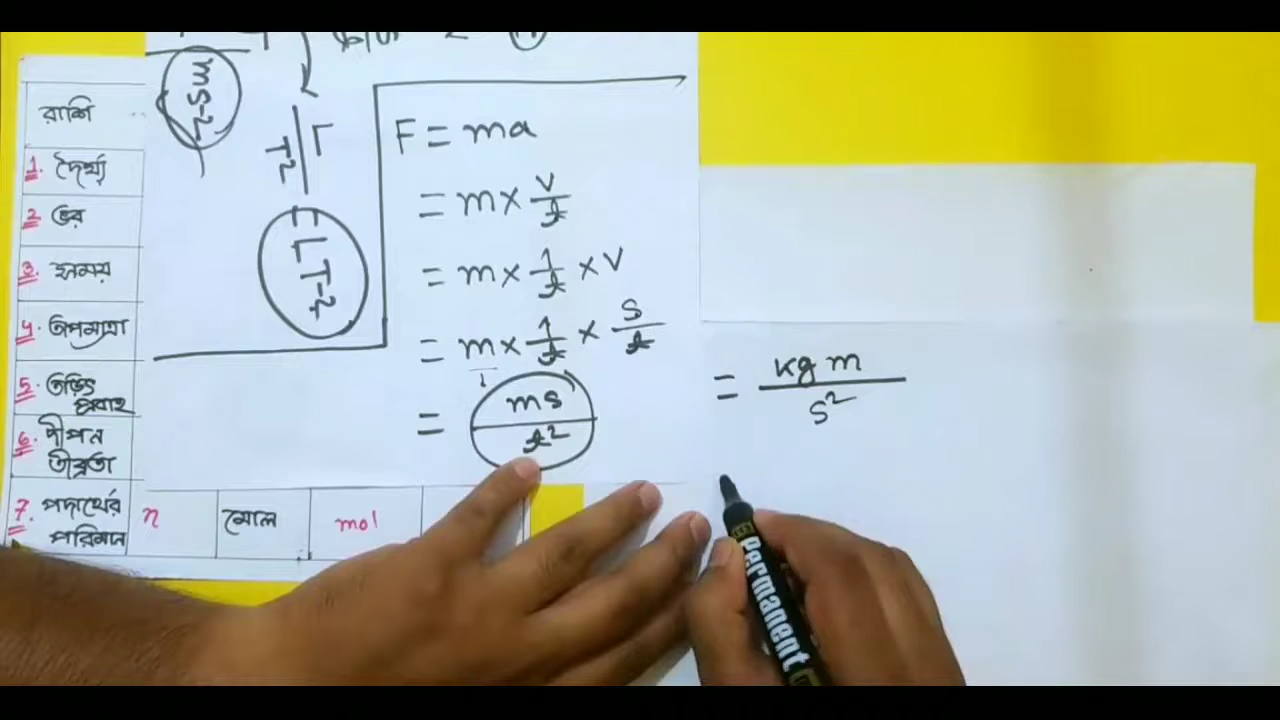 রাশি
1. দৈর্ঘ্য
2. ভর
3. সময়
4. তাপমাত্রা
5. তড়িৎ
প্রবাহ
6. দীপন
তীব্রতা
7. পদার্থের
পরিমান
n মোল mol
ms-2
L/T²
= LT-2
F = ma
= m × v/t
= m × 1/t × v
= m × 1/t × s/t
= ms/t²
= kg m/s²
Permanent